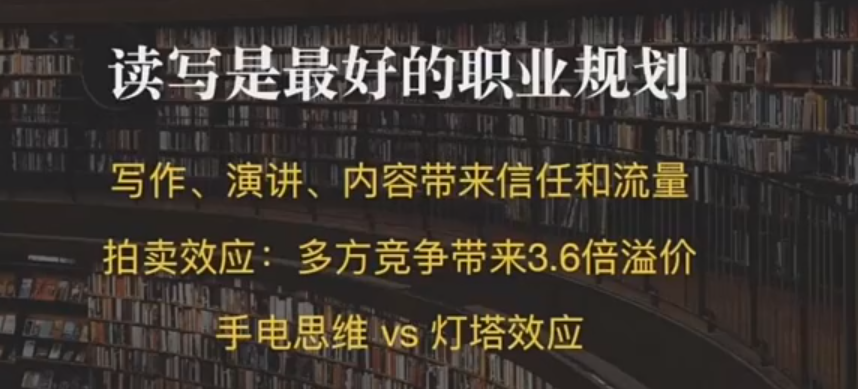 读写是最好的职业规划
写作、演讲、内容带来信任和流量
拍卖效应：多方竞争带来3.6倍溢价
手电思维 vs 灯塔效应